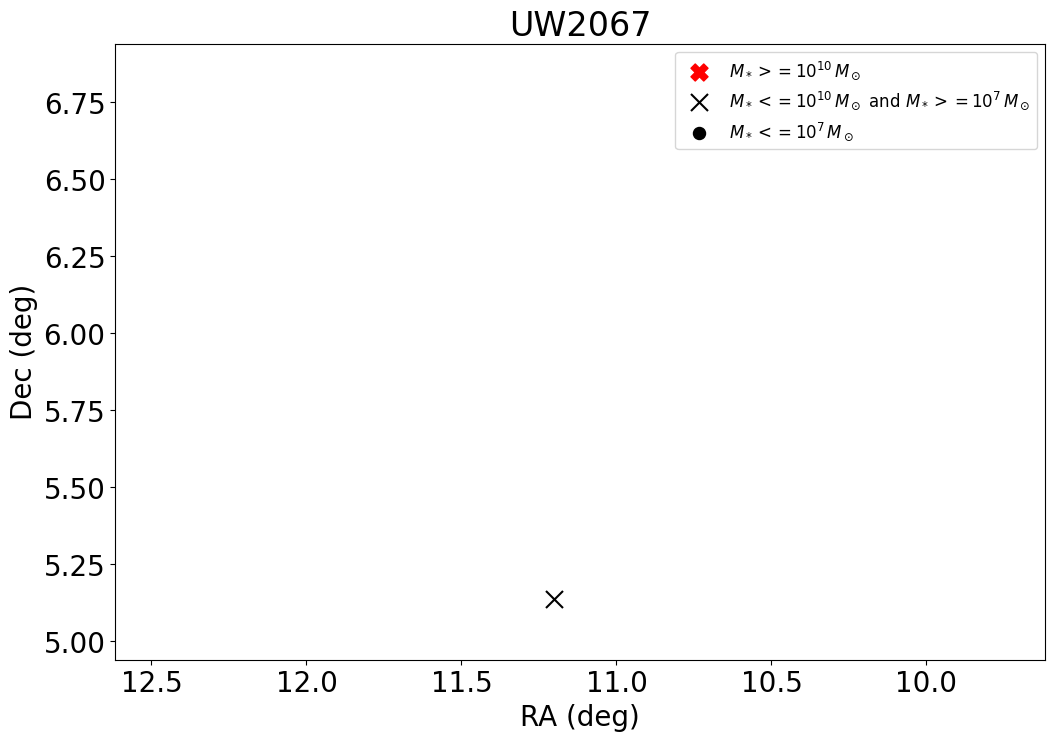 UW2067
M* >= 10^10 M⊙
M* <= 10^10 M⊙ and M* >= 10^7 M⊙
M* <= 10^7 M⊙
6.75
6.50
6.25
6.00
5.75
5.50
5.25
5.00
Dec (deg)
12.5 12.0 11.5 11.0 10.5 10.0
RA (deg)